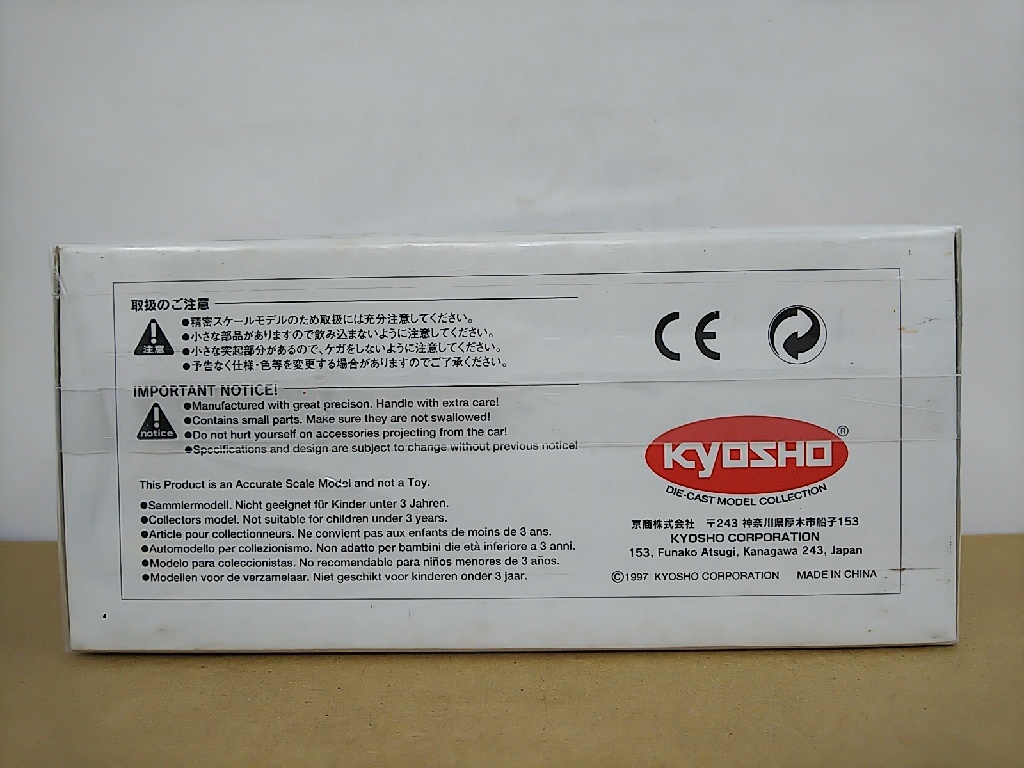 取扱のご注意
注意
●精密スケールモデルのため取扱には充分注意してください。
●小さな部品がありますので飲み込まないように注意してください。
●小さな突起部分があるので、ケガをしないように注意してください。
●予告なく仕様・色等を変更する場合がありますのでご了承ください。
IMPORTANT NOTICE!
notice
●Manufactured with great precison. Handle with extra care!
●Contains small parts. Make sure they are not swallowed!
●Do not hurt yourself on accessories projecting from the car!
●Specifications and design are subject to change without previous notice!
This Product is an Accurate Scale Model and not a Toy.
●Sammlermodell. Nicht geeignet für Kinder unter 3 Jahren.
●Collectors model. Not suitable for children under 3 years.
●Article pour collectionneurs. Ne convient pas aux enfants de moins de 3 ans.
●Automodello per collezionismo. Non adatto per bambini die età inferiore a 3 anni.
●Modelo para coleccionistas. No recomendable para niños menores de 3 años.
●Modellen voor de verzamelaar. Niet geschikt voor kinderen onder 3 jaar.
CE
KYOSHO ®
DIE-CAST MODEL COLLECTION
京商株式会社 〒243 神奈川県厚木市船子153
KYOSHO CORPORATION
153, Funako Atsugi, Kanagawa 243, Japan
©1997 KYOSHO CORPORATION MADE IN CHINA